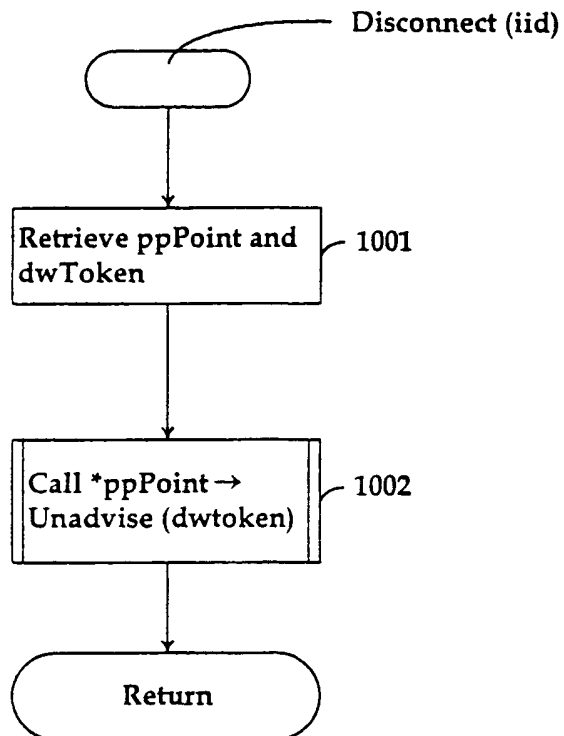 Disconnect (iid)
Retrieve ppPoint and
dwToken
1001
Call *ppPoint →
Unadvise (dwtoken)
1002
Return